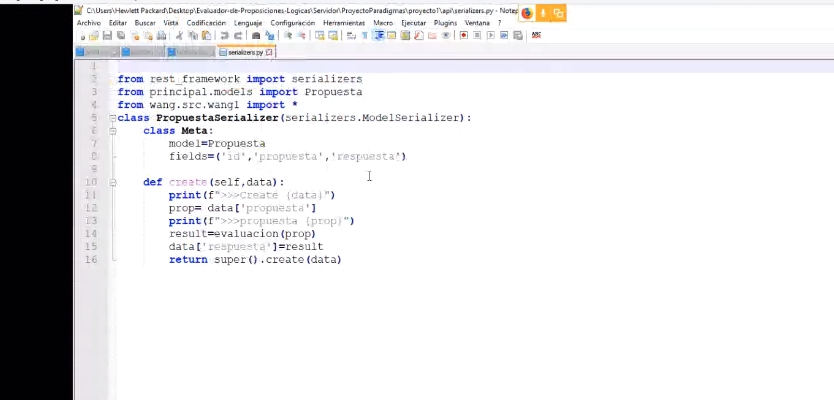 C:\Users\Hewlett Packard\Desktop\Evaluador-de-Proposiciones-Logicas\Servidor\ProyectoParadigmas\proyecto1\api\serializers.py - Notep
Archivo Editar Buscar Vista Codificación Lenguaje Configuración Herramientas Macro Ejecutar Plugins Ventana ?
serializers.py
1
2 from rest_framework import serializers
3 from principal.models import Propuesta
4 from wang.src.wang1 import *
5 class PropuestaSerializer(serializers.ModelSerializer):
6 class Meta:
7 model=Propuesta
8 fields=('id','propuesta','respuesta')
9
10 def create(self,data):
11 print(f">>>Create {data}")
12 prop= data['propuesta']
13 print(f">>>propuesta {prop}")
14 result=evaluacion(prop)
15 data['respuesta']=result
16 return super().create(data)